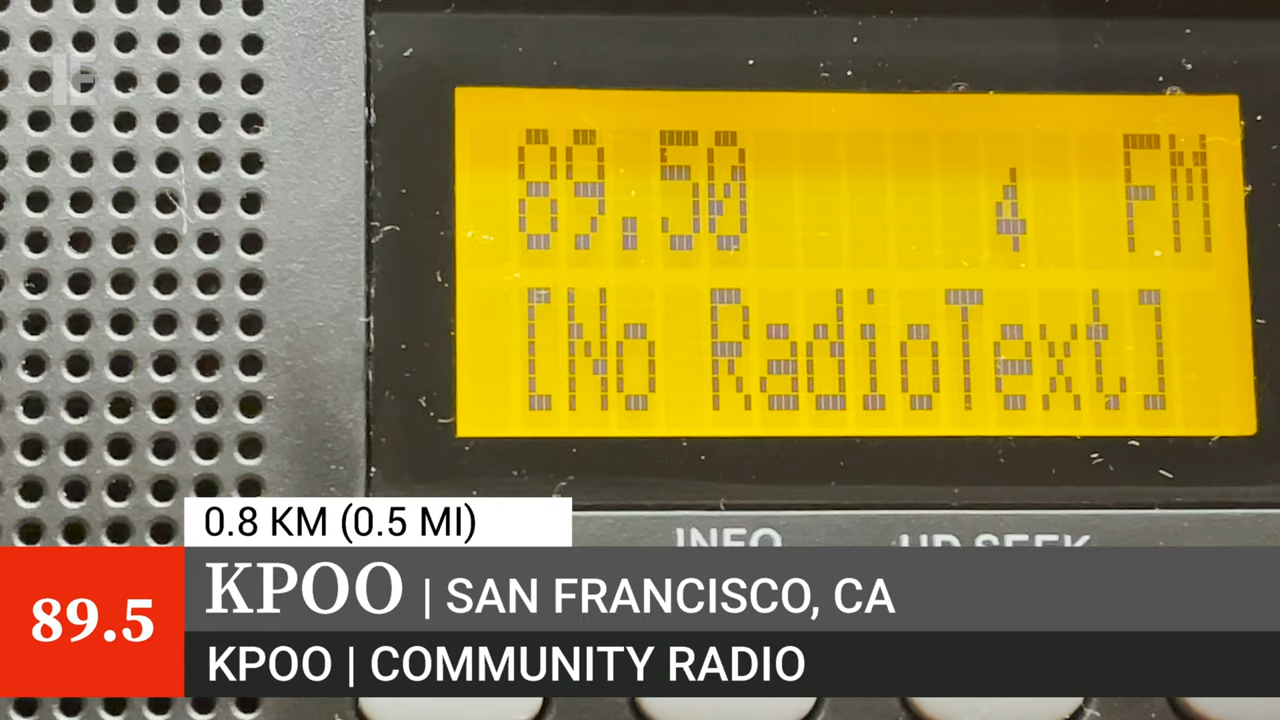 89.50 FM
[No RadioText]
INFO HD SEEK
0.8 KM (0.5 MI)
KPOO | SAN FRANCISCO, CA
89.5
KPOO | COMMUNITY RADIO